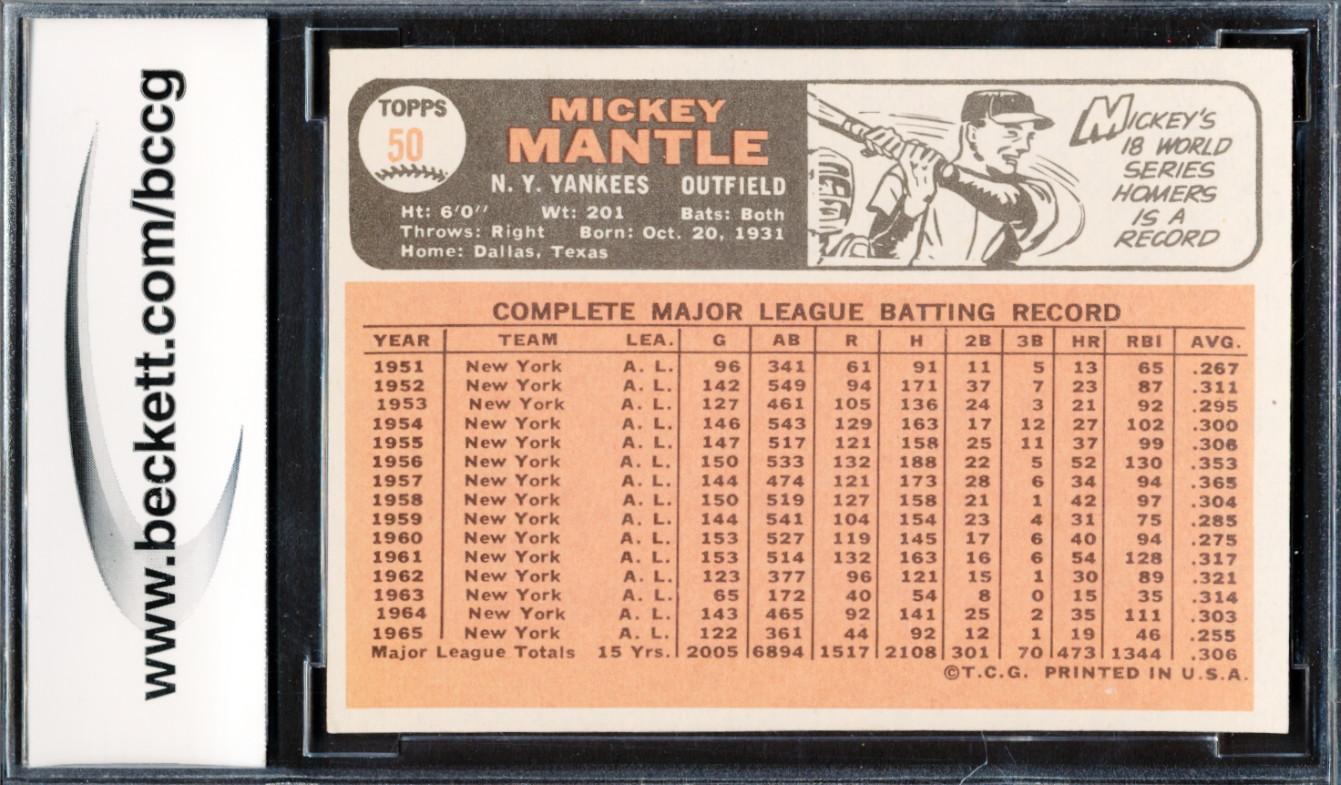 www.beckett.com/bccg
TOPPS
50
MICKEY
MANTLE
N. Y. YANKEES OUTFIELD
Ht: 6'0" Wt: 201 Bats: Both
Throws: Right Born: Oct. 20, 1931
Home: Dallas, Texas
MICKEY'S
18 WORLD
SERIES
HOMERS
IS A
RECORD
COMPLETE MAJOR LEAGUE BATTING RECORD
YEAR TEAM LEA. G AB R H 2B 3B HR RBI AVG.
1951 New York A. L. 96 341 61 91 11 5 13 65 .267
1952 New York A. L. 142 549 94 171 37 7 23 87 .311
1953 New York A. L. 127 461 105 136 24 3 21 92 .295
1954 New York A. L. 146 543 129 163 17 12 27 102 .300
1955 New York A. L. 147 517 121 158 25 11 37 99 .306
1956 New York A. L. 150 533 132 188 22 5 52 130 .353
1957 New York A. L. 144 474 121 173 28 6 34 94 .365
1958 New York A. L. 150 519 127 158 21 1 42 97 .304
1959 New York A. L. 144 541 104 154 23 4 31 75 .285
1960 New York A. L. 153 527 119 145 17 6 40 94 .275
1961 New York A. L. 153 514 132 163 16 6 54 128 .317
1962 New York A. L. 123 377 96 121 15 1 30 89 .321
1963 New York A. L. 65 172 40 54 8 0 15 35 .314
1964 New York A. L. 143 465 92 141 25 2 35 111 .303
1965 New York A. L. 122 361 44 92 12 1 19 46 .255
Major League Totals 15 Yrs. 2005 6894 1517 2108 301 70 473 1344 .306
©T.C.G. PRINTED IN U.S.A.